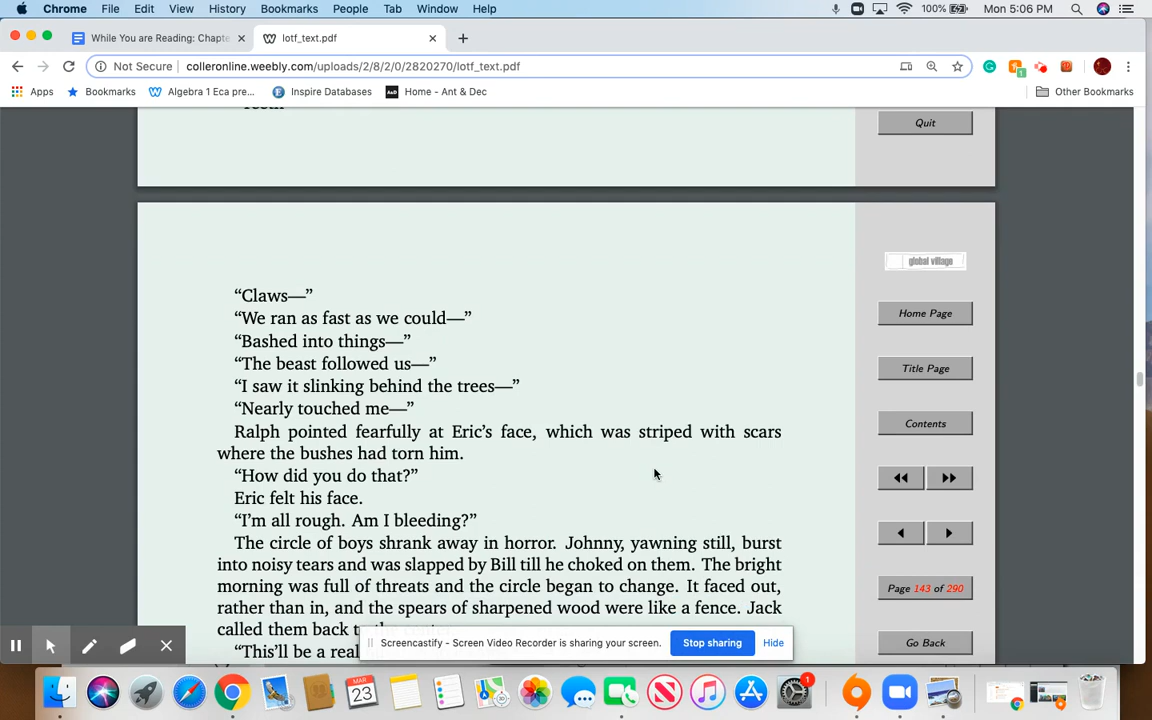 Chrome File Edit View History Bookmarks People Tab Window Help 100% Mon 5:06 PM
While You are Reading: Chapte lotf_text.pdf
Not Secure colleronline.weebly.com/uploads/2/8/2/0/2820270/lotf_text.pdf
Apps Bookmarks Algebra 1 Eca pre... Inspire Databases Home - Ant & Dec Other Bookmarks
Quit
global village
“Claws—”
Home Page
“We ran as fast as we could—”
“Bashed into things—”
“The beast followed us—”
Title Page
“I saw it slinking behind the trees—”
“Nearly touched me—”
Contents
Ralph pointed fearfully at Eric’s face, which was striped with scars
where the bushes had torn him.
“How did you do that?”
Eric felt his face.
“I’m all rough. Am I bleeding?”
The circle of boys shrank away in horror. Johnny, yawning still, burst
into noisy tears and was slapped by Bill till he choked on them. The bright
morning was full of threats and the circle began to change. It faced out,
Page 143 of 290
rather than in, and the spears of sharpened wood were like a fence. Jack
called them back
Go Back
“This’ll be a real
Screencastify - Screen Video Recorder is sharing your screen. Stop sharing Hide
MAR
23
1